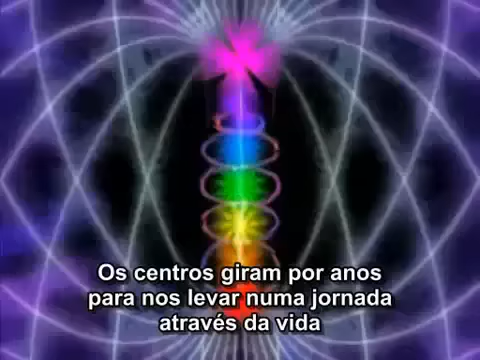 Os centros giram por anos
para nos levar numa jornada
através da vida